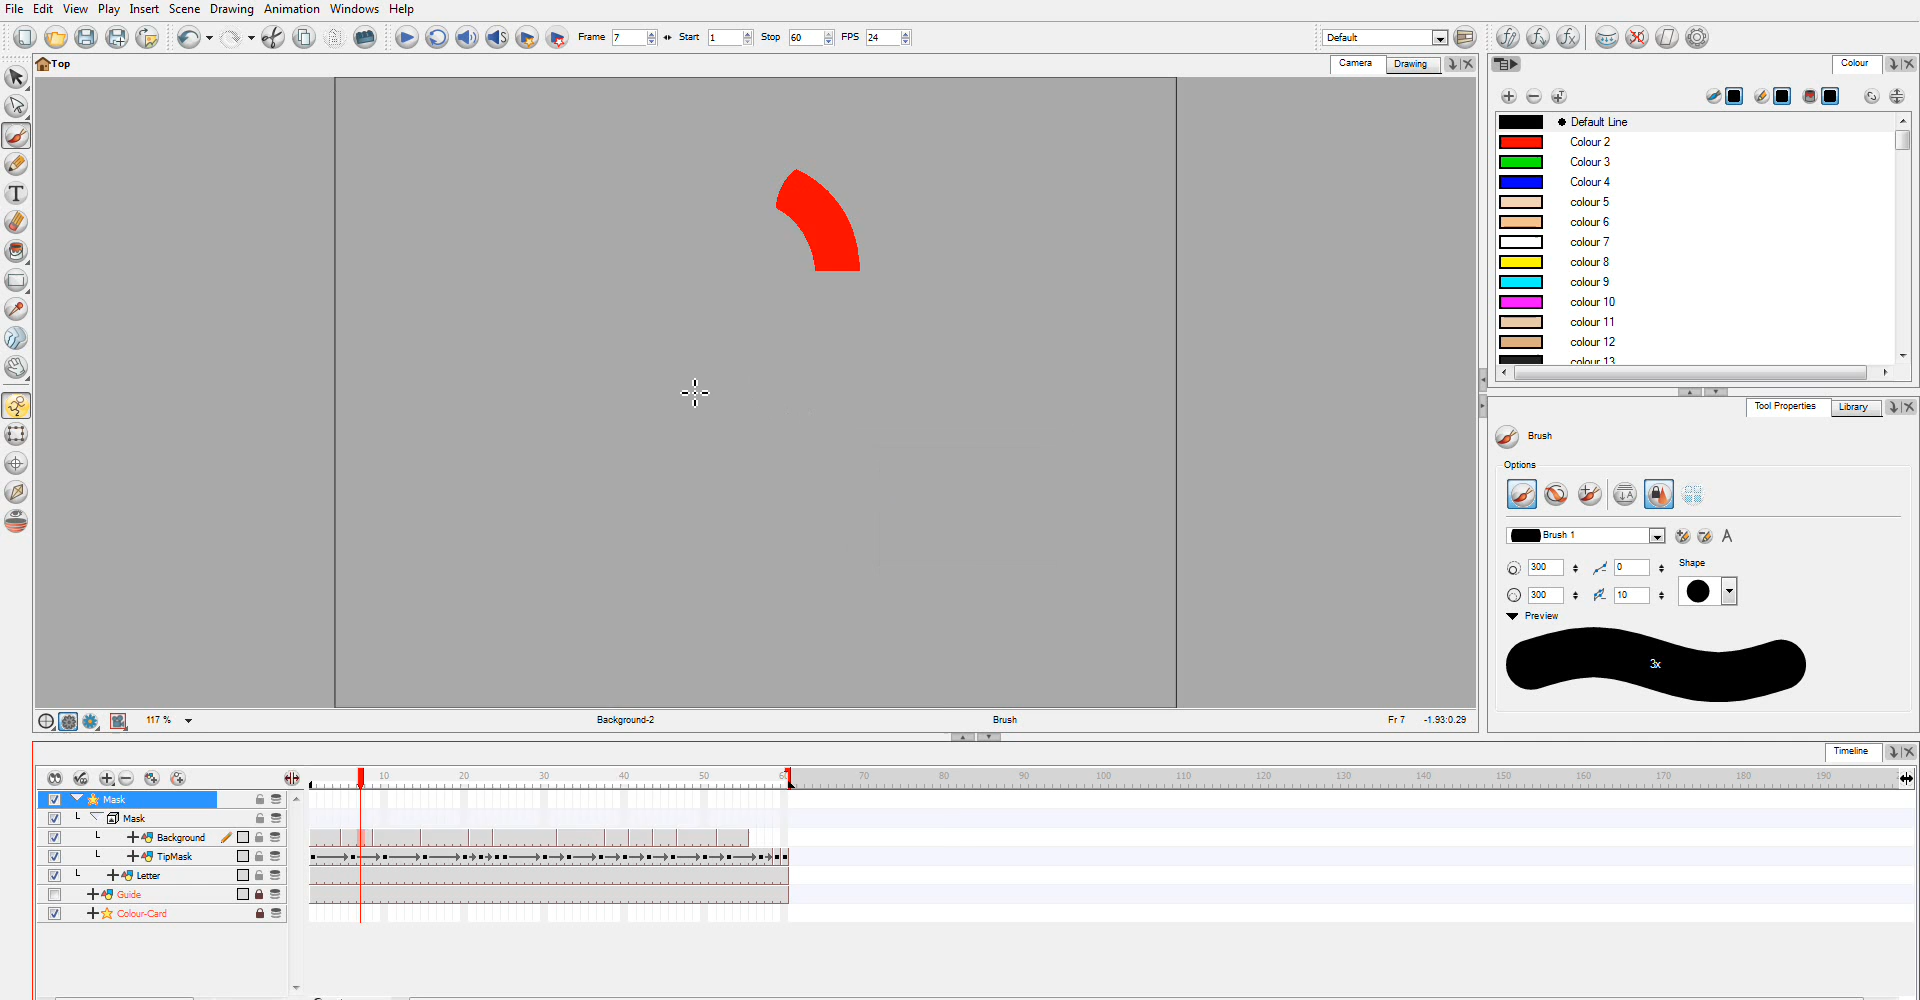 File Edit View Play Insert Scene Drawing Animation Windows Help
Frame 7 Start 1 Stop 60 FPS 24 Default
Top Camera Drawing Colour
Default Line
Colour 2
Colour 3
Colour 4
colour 5
colour 6
colour 7
colour 8
colour 9
colour 10
colour 11
colour 12
colour 13
Tool Properties Library
Brush
Options
Brush 1
300 0 Shape
300 10
Preview
3x
117 % Background-2 Brush Fr 7 -1.93:0.29
Timeline
10 20 30 40 50 60 70 80 90 100 110 120 130 140 150 160 170 180 190
Mask
Mask
Background
TipMask
Letter
Guide
Colour-Card